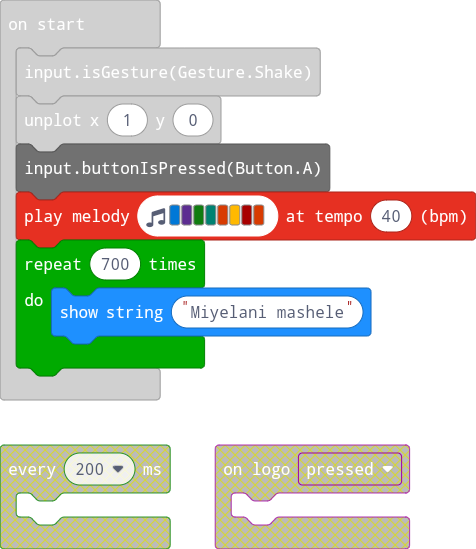 on start
input.isGesture(Gesture.Shake)
unplot x 1 y 0
input.buttonIsPressed(Button.A)
play melody at tempo 40 (bpm)
repeat 700 times
do show string "Miyelani mashele"
every 200 ms on logo pressed